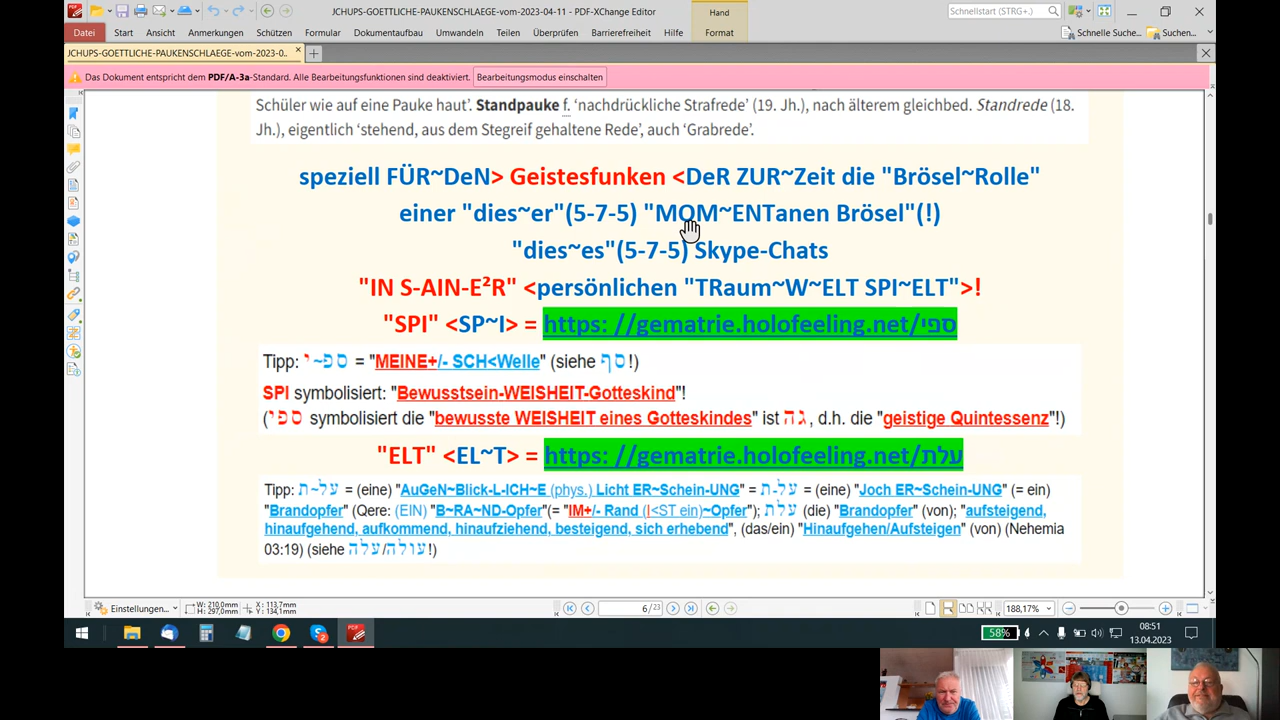 JCHUPS-GOETTLICHE-PAUKENSCHLAEGE-vom-2023-04-11 - PDF-XChange Editor
Hand
Schnellstart (STRG+.)
Datei Start Ansicht Anmerkungen Schützen Formular Dokumentaufbau Umwandeln Teilen Überprüfen Barrierefreiheit Hilfe Format Schnelle Suche... Suchen...
JCHUPS-GOETTLICHE-PAUKENSCHLAEGE-vom-2023-0..
Das Dokument entspricht dem PDF/A-3a-Standard. Alle Bearbeitungsfunktionen sind deaktiviert. Bearbeitungsmodus einschalten
Schüler wie auf eine Pauke haut’. Standpauke f. ‘nachdrückliche Strafrede’ (19. Jh.), nach älterem gleichbed. Standrede (18.
Jh.), eigentlich ‘stehend, aus dem Stegreif gehaltene Rede’, auch ‘Grabrede’.
speziell FÜR~DeN> Geistesfunken <DeR ZUR~Zeit die "Brösel~Rolle"
einer "dies~er"(5-7-5) "MOM~ENTanen Brösel"(!)
"dies~es"(5-7-5) Skype-Chats
"IN S-AIN-E²R" <persönlichen "TRaum~W~ELT SPI~ELT">!
"SPI" <SP~I> = https: //gematrie.holofeeling.net/ספי
Tipp: ספ~י = "MEINE+/- SCH<Welle" (siehe סף!)
SPI symbolisiert: "Bewusstsein-WEISHEIT-Gotteskind"!
(ספי symbolisiert die "bewusste WEISHEIT eines Gotteskindes" ist גה, d.h. die "geistige Quintessenz"!)
"ELT" <EL~T> = https: //gematrie.holofeeling.net/עלת
Tipp: על~ת = (eine) "AuGeN~Blick-L-ICH~E (phys.) Licht ER~Schein-UNG" = על-ת = (eine) "Joch ER~Schein-UNG" (= ein)
"Brandopfer" (Qere: (EIN) "B~RA~ND-Opfer"(= "IM+/- Rand (I<ST ein)~Opfer"); עלת (die) "Brandopfer" (von); "aufsteigend,
hinaufgehend, aufkommend, hinaufziehend, besteigend, sich erhebend", (das/ein) "Hinaufgehen/Aufsteigen" (von) (Nehemia
03:19) (siehe עולה/עלה!)
Einstellungen... W: 210,0mm H: 297,0mm X: 113,7mm Y: 134,1mm 6/23 188,17%
58% 08:51
13.04.2023